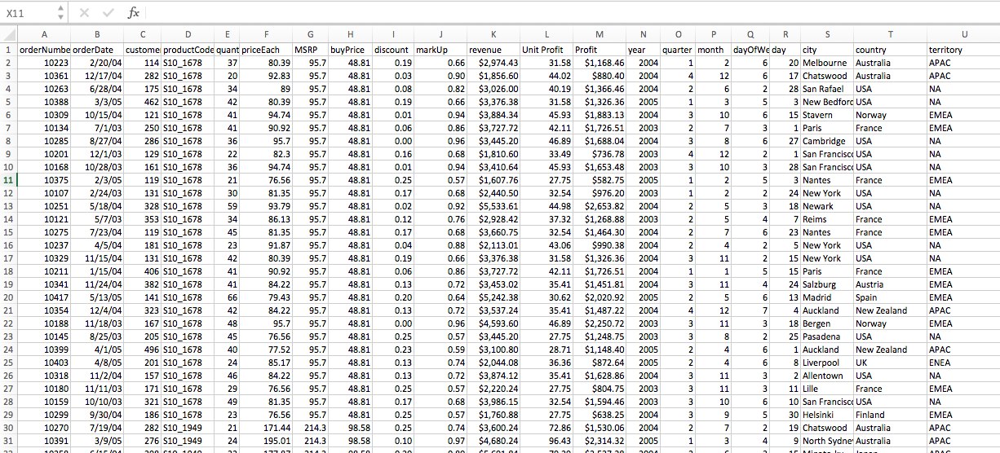 X11 fx
A B C D E F G H I J K L M N O P Q R S T U
1 orderNumbe orderDate custome productCode quant priceEach MSRP buyPrice discount markUp revenue Unit Profit Profit year quarter month dayOfWe day city country territory
2 10223 2/20/04 114 S10_1678 37 80.39 95.7 48.81 0.19 0.66 $2,974.43 31.58 $1,168.46 2004 1 2 6 20 Melbourne Australia APAC
3 10361 12/17/04 282 S10_1678 20 92.83 95.7 48.81 0.03 0.90 $1,856.60 44.02 $880.40 2004 4 12 6 17 Chatswood Australia APAC
4 10263 6/28/04 175 S10_1678 34 89 95.7 48.81 0.08 0.82 $3,026.00 40.19 $1,366.46 2004 2 6 2 28 San Rafael USA NA
5 10388 3/3/05 462 S10_1678 42 80.39 95.7 48.81 0.19 0.66 $3,376.38 31.58 $1,326.36 2005 1 3 5 3 New Bedforc USA NA
6 10309 10/15/04 121 S10_1678 41 94.74 95.7 48.81 0.01 0.94 $3,884.34 45.93 $1,883.13 2004 3 10 6 15 Stavern Norway EMEA
7 10134 7/1/03 250 S10_1678 41 90.92 95.7 48.81 0.06 0.86 $3,727.72 42.11 $1,726.51 2003 2 7 3 1 Paris France EMEA
8 10285 8/27/04 286 S10_1678 36 95.7 95.7 48.81 0.00 0.96 $3,445.20 46.89 $1,688.04 2004 3 8 6 27 Cambridge USA NA
9 10201 12/1/03 129 S10_1678 22 82.3 95.7 48.81 0.16 0.68 $1,810.60 33.49 $736.78 2003 4 12 2 1 San Francisc USA NA
10 10168 10/28/03 161 S10_1678 36 94.74 95.7 48.81 0.01 0.94 $3,410.64 45.93 $1,653.48 2003 3 10 3 28 San Francisc USA NA
11 10375 2/3/05 119 S10_1678 21 76.56 95.7 48.81 0.25 0.57 $1,607.76 27.75 $582.75 2005 1 2 5 3 Nantes France EMEA
12 10107 2/24/03 131 S10_1678 30 81.35 95.7 48.81 0.17 0.68 $2,440.50 32.54 $976.20 2003 1 2 2 24 New York USA NA
13 10251 5/18/04 328 S10_1678 59 93.79 95.7 48.81 0.02 0.92 $5,533.61 44.98 $2,653.82 2004 2 5 3 18 Newark USA NA
14 10121 5/7/03 353 S10_1678 34 86.13 95.7 48.81 0.12 0.76 $2,928.42 37.32 $1,268.88 2003 2 5 4 7 Reims France EMEA
15 10275 7/23/04 119 S10_1678 45 81.35 95.7 48.81 0.17 0.68 $3,660.75 32.54 $1,464.30 2004 2 7 6 23 Nantes France EMEA
16 10237 4/5/04 181 S10_1678 23 91.87 95.7 48.81 0.04 0.88 $2,113.01 43.06 $990.38 2004 2 4 2 5 New York USA NA
17 10329 11/15/04 131 S10_1678 42 80.39 95.7 48.81 0.19 0.66 $3,376.38 31.58 $1,326.36 2004 3 11 2 15 New York USA NA
18 10211 1/15/04 406 S10_1678 41 90.92 95.7 48.81 0.06 0.86 $3,727.72 42.11 $1,726.51 2004 1 1 5 15 Paris France EMEA
19 10341 11/24/04 382 S10_1678 41 84.22 95.7 48.81 0.13 0.72 $3,453.02 35.41 $1,451.81 2004 3 11 4 24 Salzburg Austria EMEA
20 10417 5/13/05 141 S10_1678 66 79.43 95.7 48.81 0.20 0.64 $5,242.38 30.62 $2,020.92 2005 2 5 6 13 Madrid Spain EMEA
21 10354 12/4/04 323 S10_1678 42 84.22 95.7 48.81 0.13 0.72 $3,537.24 35.41 $1,487.22 2004 4 12 7 4 Auckland New Zealand APAC
22 10188 11/18/03 167 S10_1678 48 95.7 95.7 48.81 0.00 0.96 $4,593.60 46.89 $2,250.72 2003 3 11 3 18 Bergen Norway EMEA
23 10145 8/25/03 205 S10_1678 45 76.56 95.7 48.81 0.25 0.57 $3,445.20 27.75 $1,248.75 2003 3 8 2 25 Pasadena USA NA
24 10399 4/1/05 496 S10_1678 40 77.52 95.7 48.81 0.23 0.59 $3,100.80 28.71 $1,148.40 2005 2 4 6 1 Auckland New Zealand APAC
25 10403 4/8/05 201 S10_1678 24 85.17 95.7 48.81 0.13 0.74 $2,044.08 36.36 $872.64 2005 2 4 6 8 Liverpool UK ENEA
26 10318 11/2/04 157 S10_1678 46 84.22 95.7 48.81 0.13 0.72 $3,874.12 35.41 $1,628.86 2004 3 11 3 2 Allentown USA NA
27 10180 11/11/03 171 S10_1678 29 76.56 95.7 48.81 0.25 0.57 $2,220.24 27.75 $804.75 2003 3 11 3 11 Lille France EMEA
28 10159 10/10/03 321 S10_1678 49 81.35 95.7 48.81 0.17 0.68 $3,986.15 32.54 $1,594.46 2003 3 10 6 10 San Francisc USA NA
29 10299 9/30/04 186 S10_1678 23 76.56 95.7 48.81 0.25 0.57 $1,760.88 27.75 $638.25 2004 3 9 5 30 Helsinki Finland EMEA
30 10270 7/19/04 282 S10_1949 21 171.44 214.3 98.58 0.25 0.74 $3,600.24 72.86 $1,530.06 2004 2 7 2 19 Chatswood Australia APAC
31 10391 3/9/05 276 S10_1949 24 195.01 214.3 98.58 0.10 0.97 $4,680.24 96.43 $2,314.32 2005 1 3 4 9 North Sydne Australia APAC